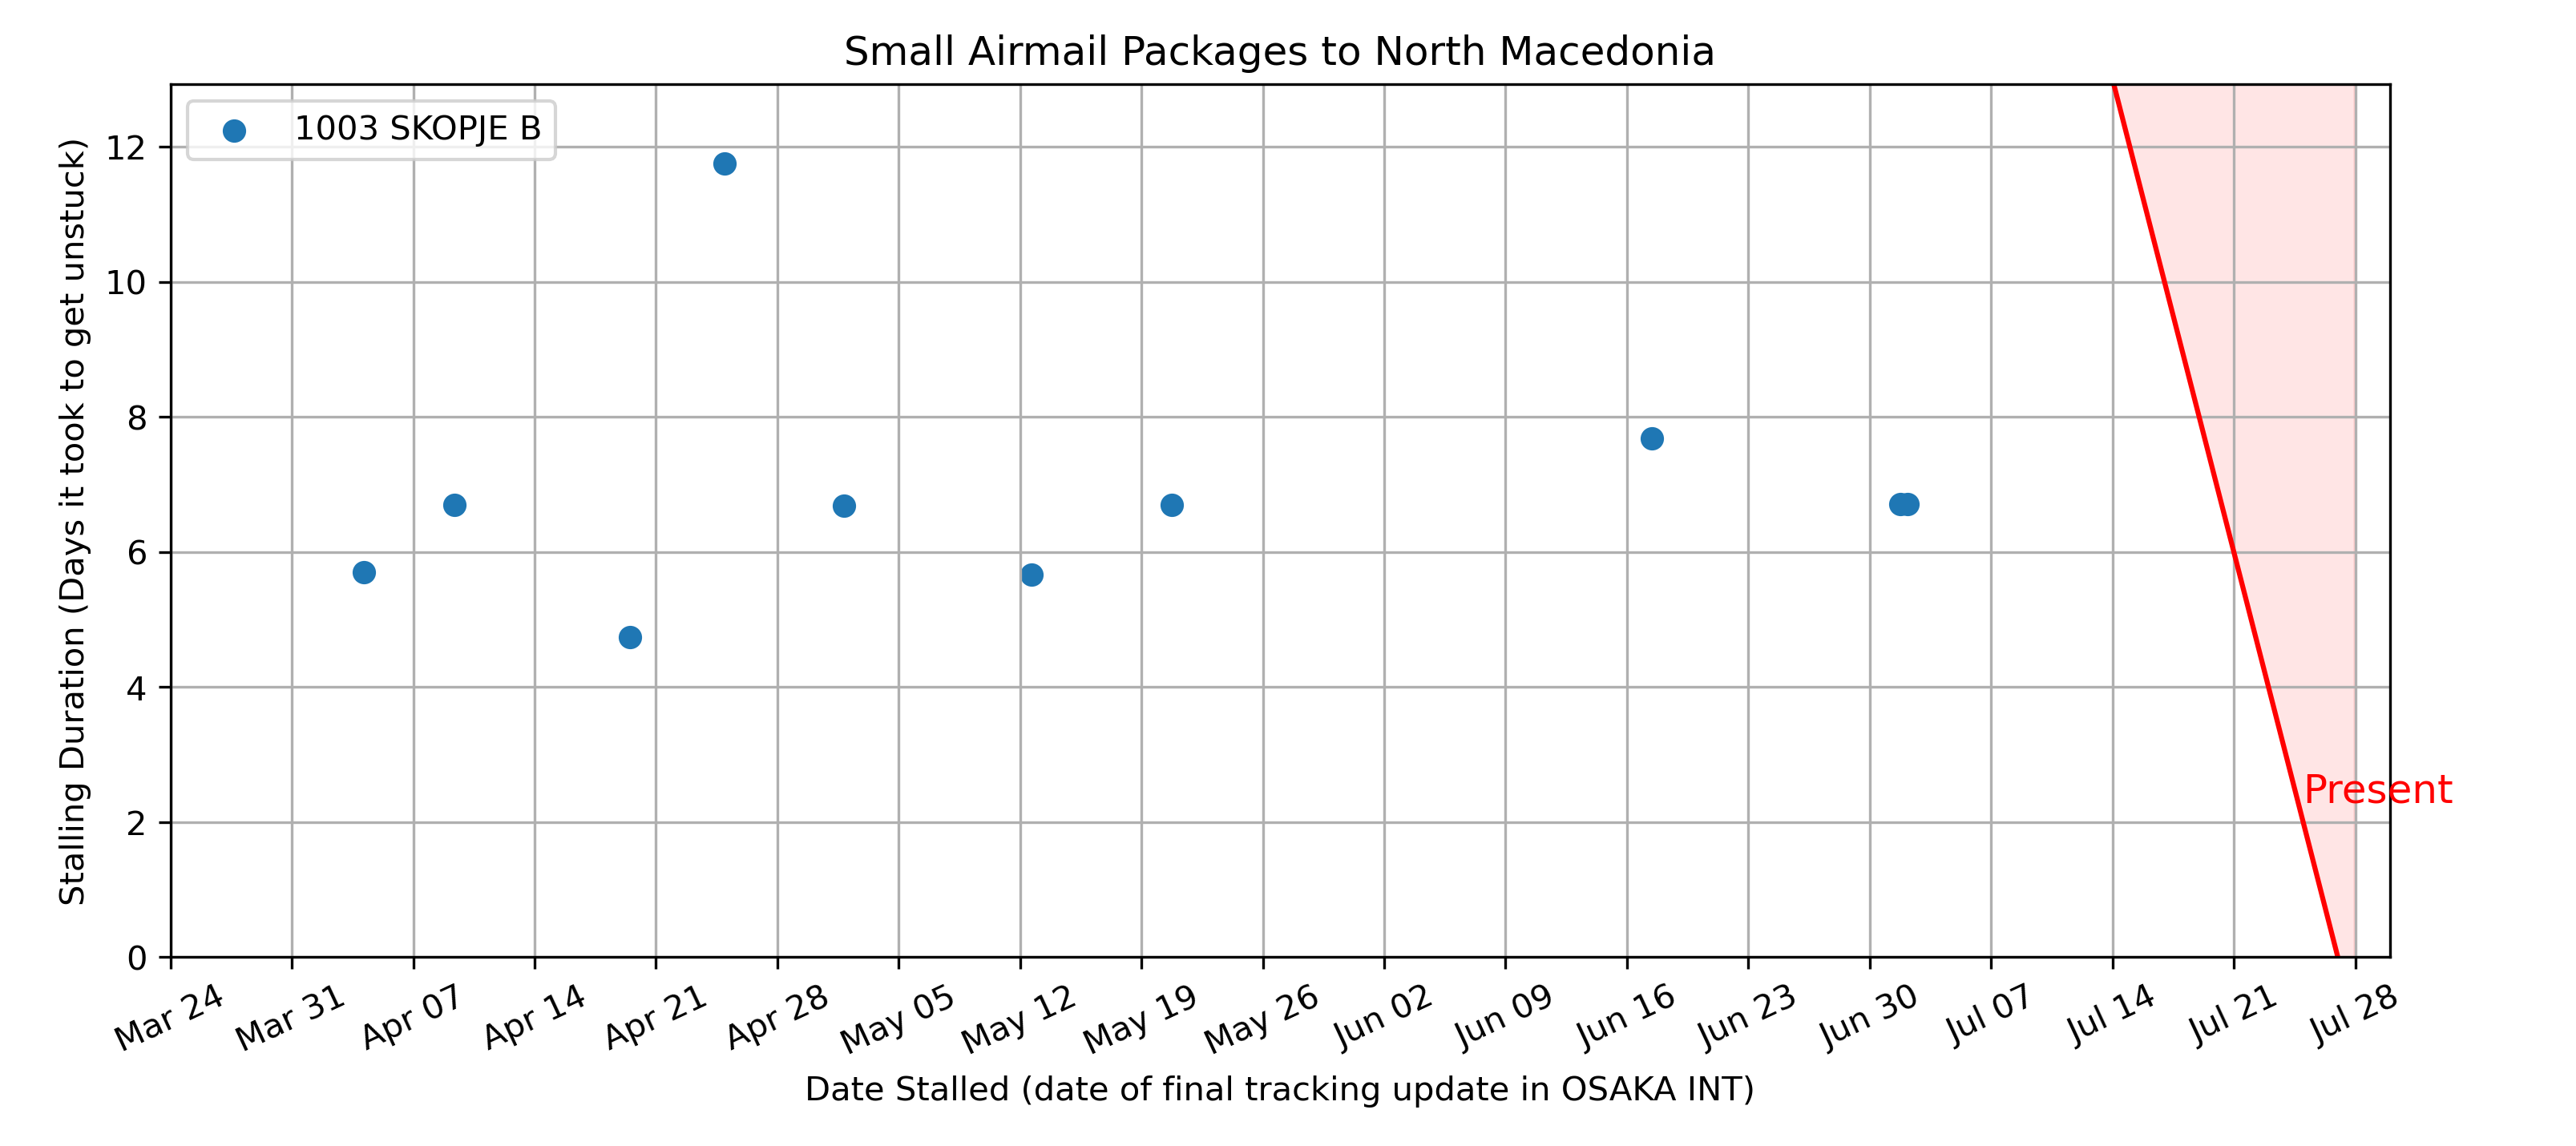 Small Airmail Packages to North Macedonia
1003 SKOPJE B
Stalling Duration (Days it took to get unstuck)
12
10
8
6
4
2
0
Present
Mar 24
Mar 31
Apr 07
Apr 14
Apr 21
Apr 28
May 05
May 12
May 19
May 26
Jun 02
Jun 09
Jun 16
Jun 23
Jun 30
Jul 07
Jul 14
Jul 21
Jul 28
Date Stalled (date of final tracking update in OSAKA INT)